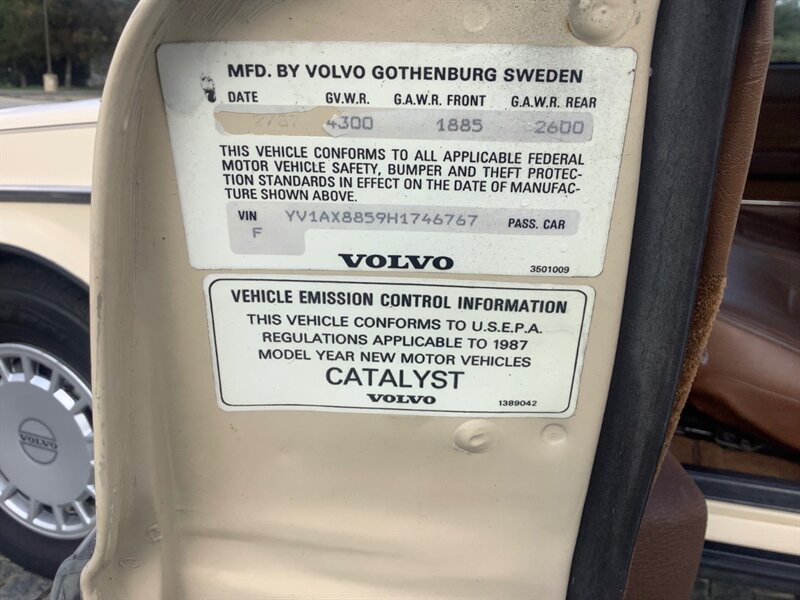 MFD. BY VOLVO GOTHENBURG SWEDEN
DATE GV.W.R. G.A.W.R. FRONT G.A.W.R. REAR
4300 1885 2600
THIS VEHICLE CONFORMS TO ALL APPLICABLE FEDERAL
MOTOR VEHICLE SAFETY, BUMPER AND THEFT PROTEC-
TION STANDARDS IN EFFECT ON THE DATE OF MANUFAC-
TURE SHOWN ABOVE.
VIN YV1AX8859H1746767 PASS. CAR
F
VOLVO 3501009
VEHICLE EMISSION CONTROL INFORMATION
THIS VEHICLE CONFORMS TO U.S.E.P.A.
REGULATIONS APPLICABLE TO 1987
MODEL YEAR NEW MOTOR VEHICLES
CATALYST
VOLVO 1389042
VOLVO